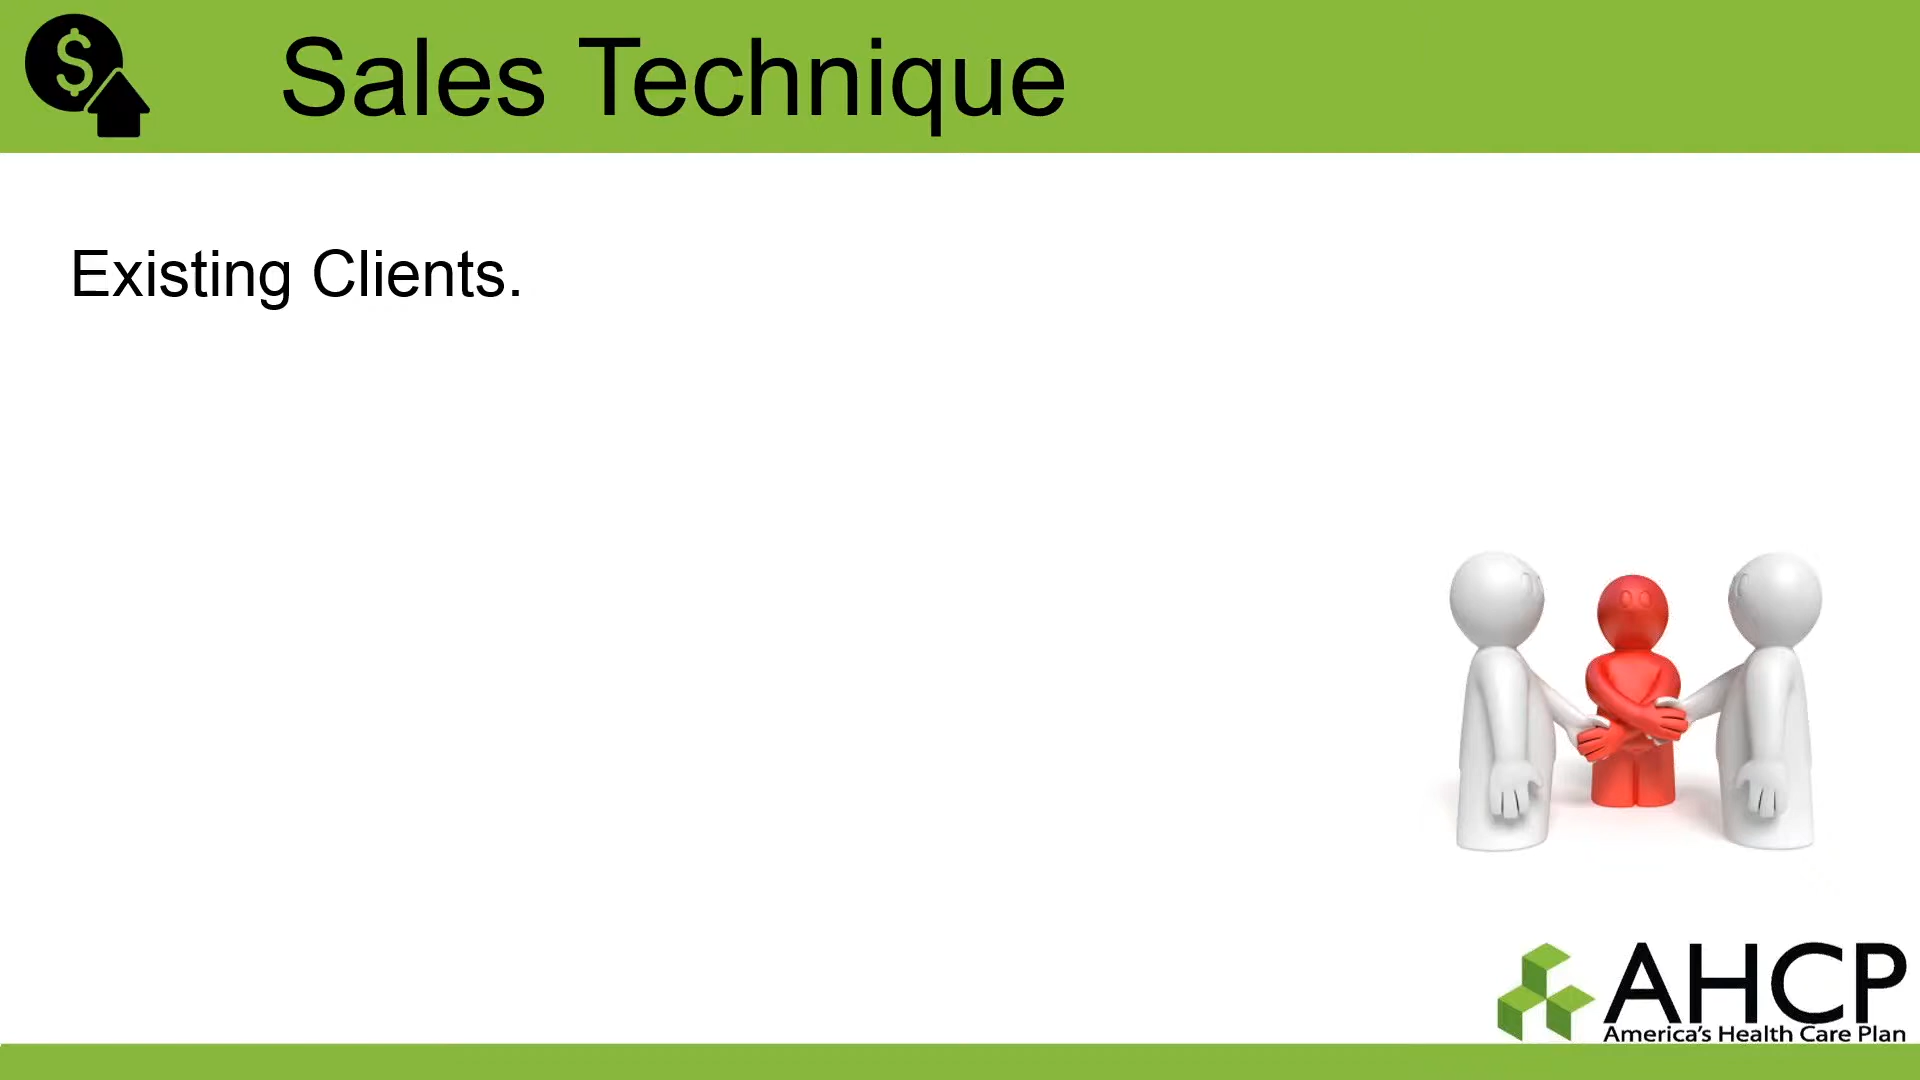 $
Sales Technique
Existing Clients.
AHCP
America's Health Care Plan